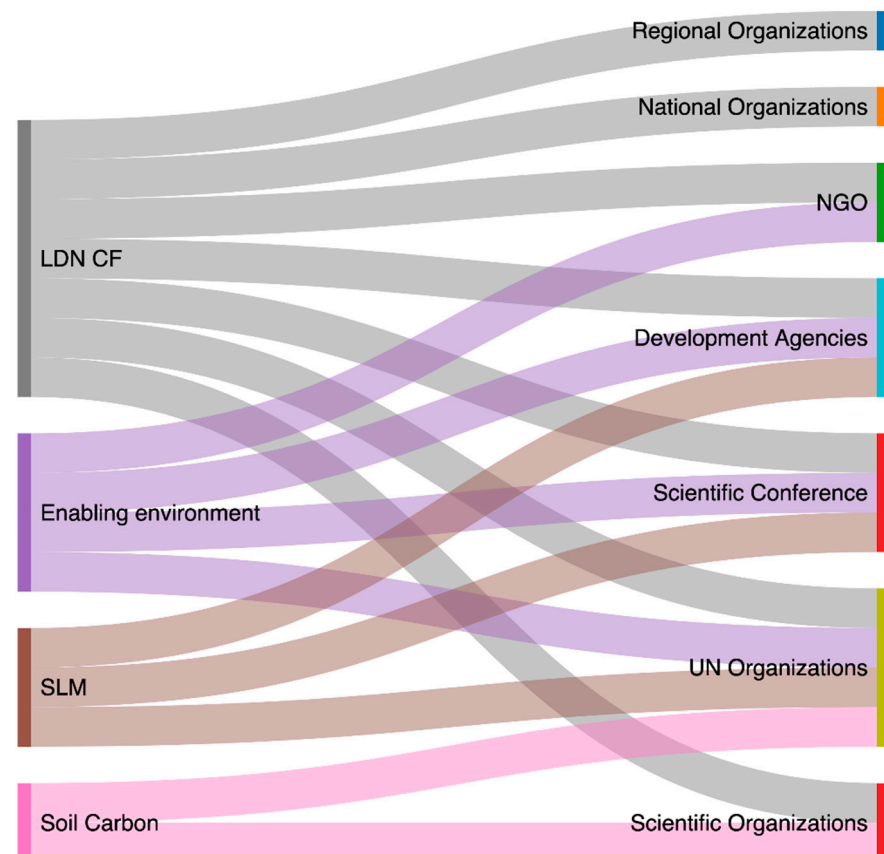 Regional Organizations
National Organizations
NGO
LDN CF
Development Agencies
Scientific Conference
Enabling environment
UN Organizations
SLM
Soil Carbon
Scientific Organizations